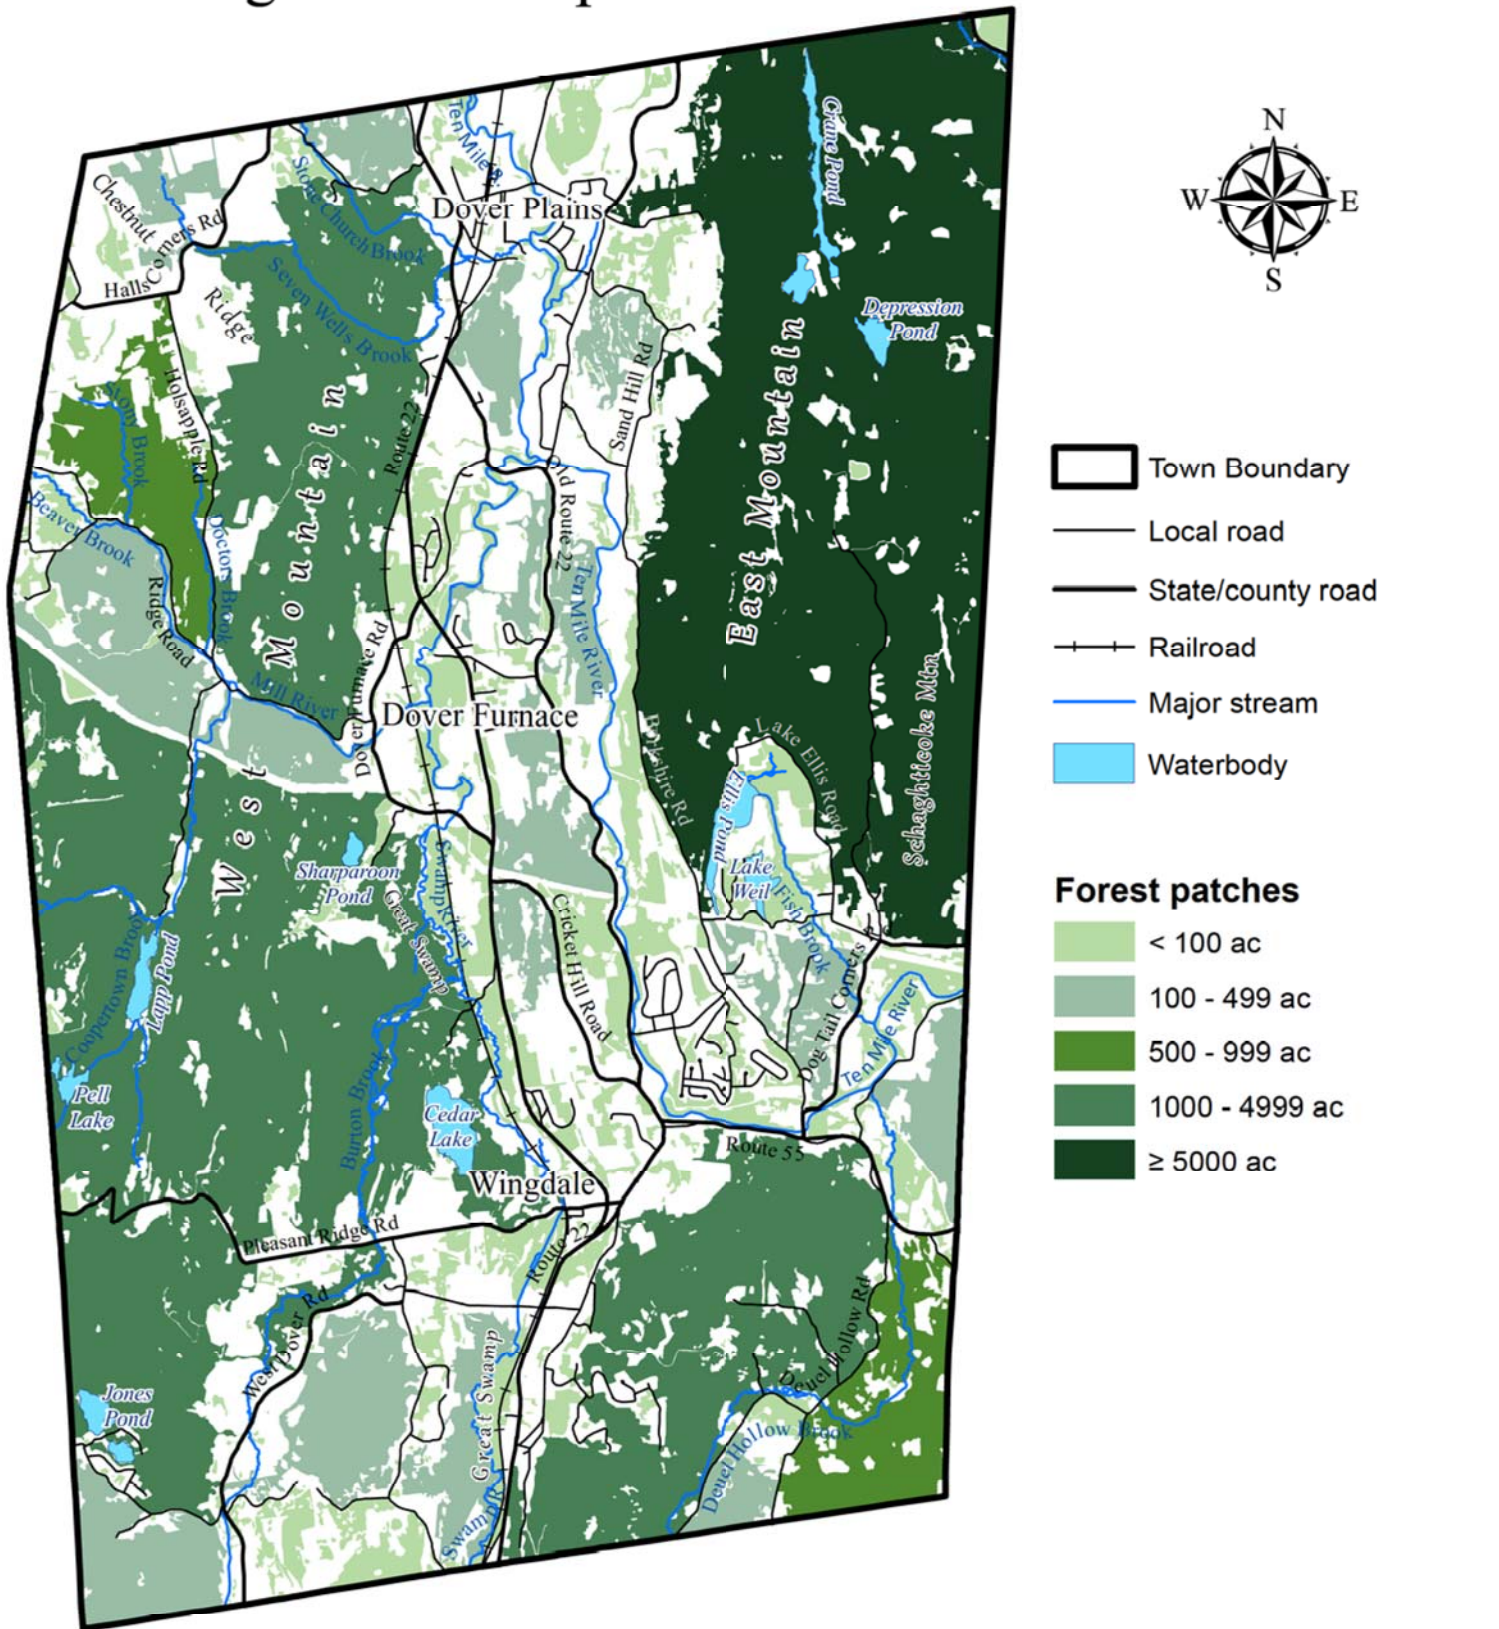 N
W
E
S
Ten Mile R.
Crane Pond
Stone Church Brook
Dover Plains
Chestnut
Ridge
Halls Corners Rd
Seven Wells Brook
Depression
Pond
Sand Hill Rd
Holsapple Rd
Stony Brook
Route 22
West Mountain
East Mountain
Old Route 22
Beaver Brook
Doctors Brook
Ridge Road
Ten Mile River
Mill River
Dover Furnace Rd
Dover Furnace
Berkshire Rd
Lake Ellis Road
Schaghticoke Mtn
Ellis Pond
Lake
Weil
Fish Brook
Sharparoon
Pond
Swamp River
Great Swamp
Cricket Hill Road
Coopertown Brook
Lapp Pond
Dog Tail Corners
Ten Mile River
Pell
Lake
Burton Brook
Cedar
Lake
Route 55
Wingdale
Pleasant Ridge Rd
Route 22
West Dover Rd
Deuel Hollow Rd
Great Swamp
Jones
Pond
Deuel Hollow Brook
Swamp R.
Town Boundary
Local road
State/county road
Railroad
Major stream
Waterbody
Forest patches
< 100 ac
100 - 499 ac
500 - 999 ac
1000 - 4999 ac
≥ 5000 ac